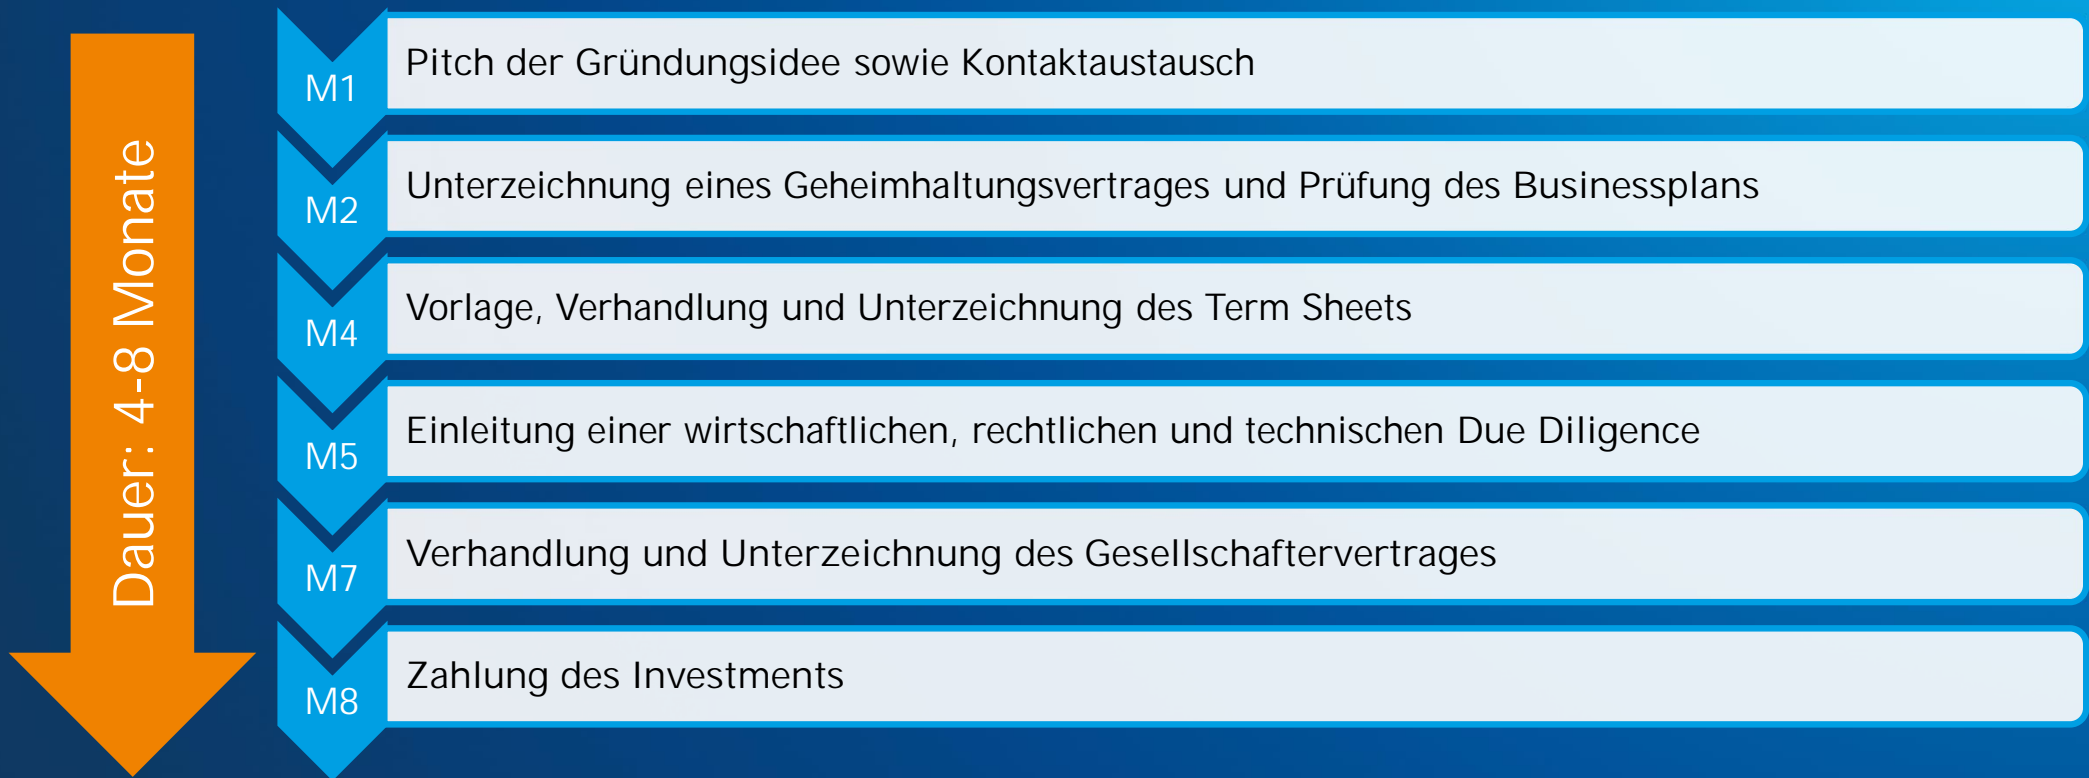 Dauer: 4-8 Monate
M1
Pitch der Gründungsidee sowie Kontaktaustausch
M2
Unterzeichnung eines Geheimhaltungsvertrages und Prüfung des Businessplans
M4
Vorlage, Verhandlung und Unterzeichnung des Term Sheets
M5
Einleitung einer wirtschaftlichen, rechtlichen und technischen Due Diligence
M7
Verhandlung und Unterzeichnung des Gesellschaftervertrages
M8
Zahlung des Investments